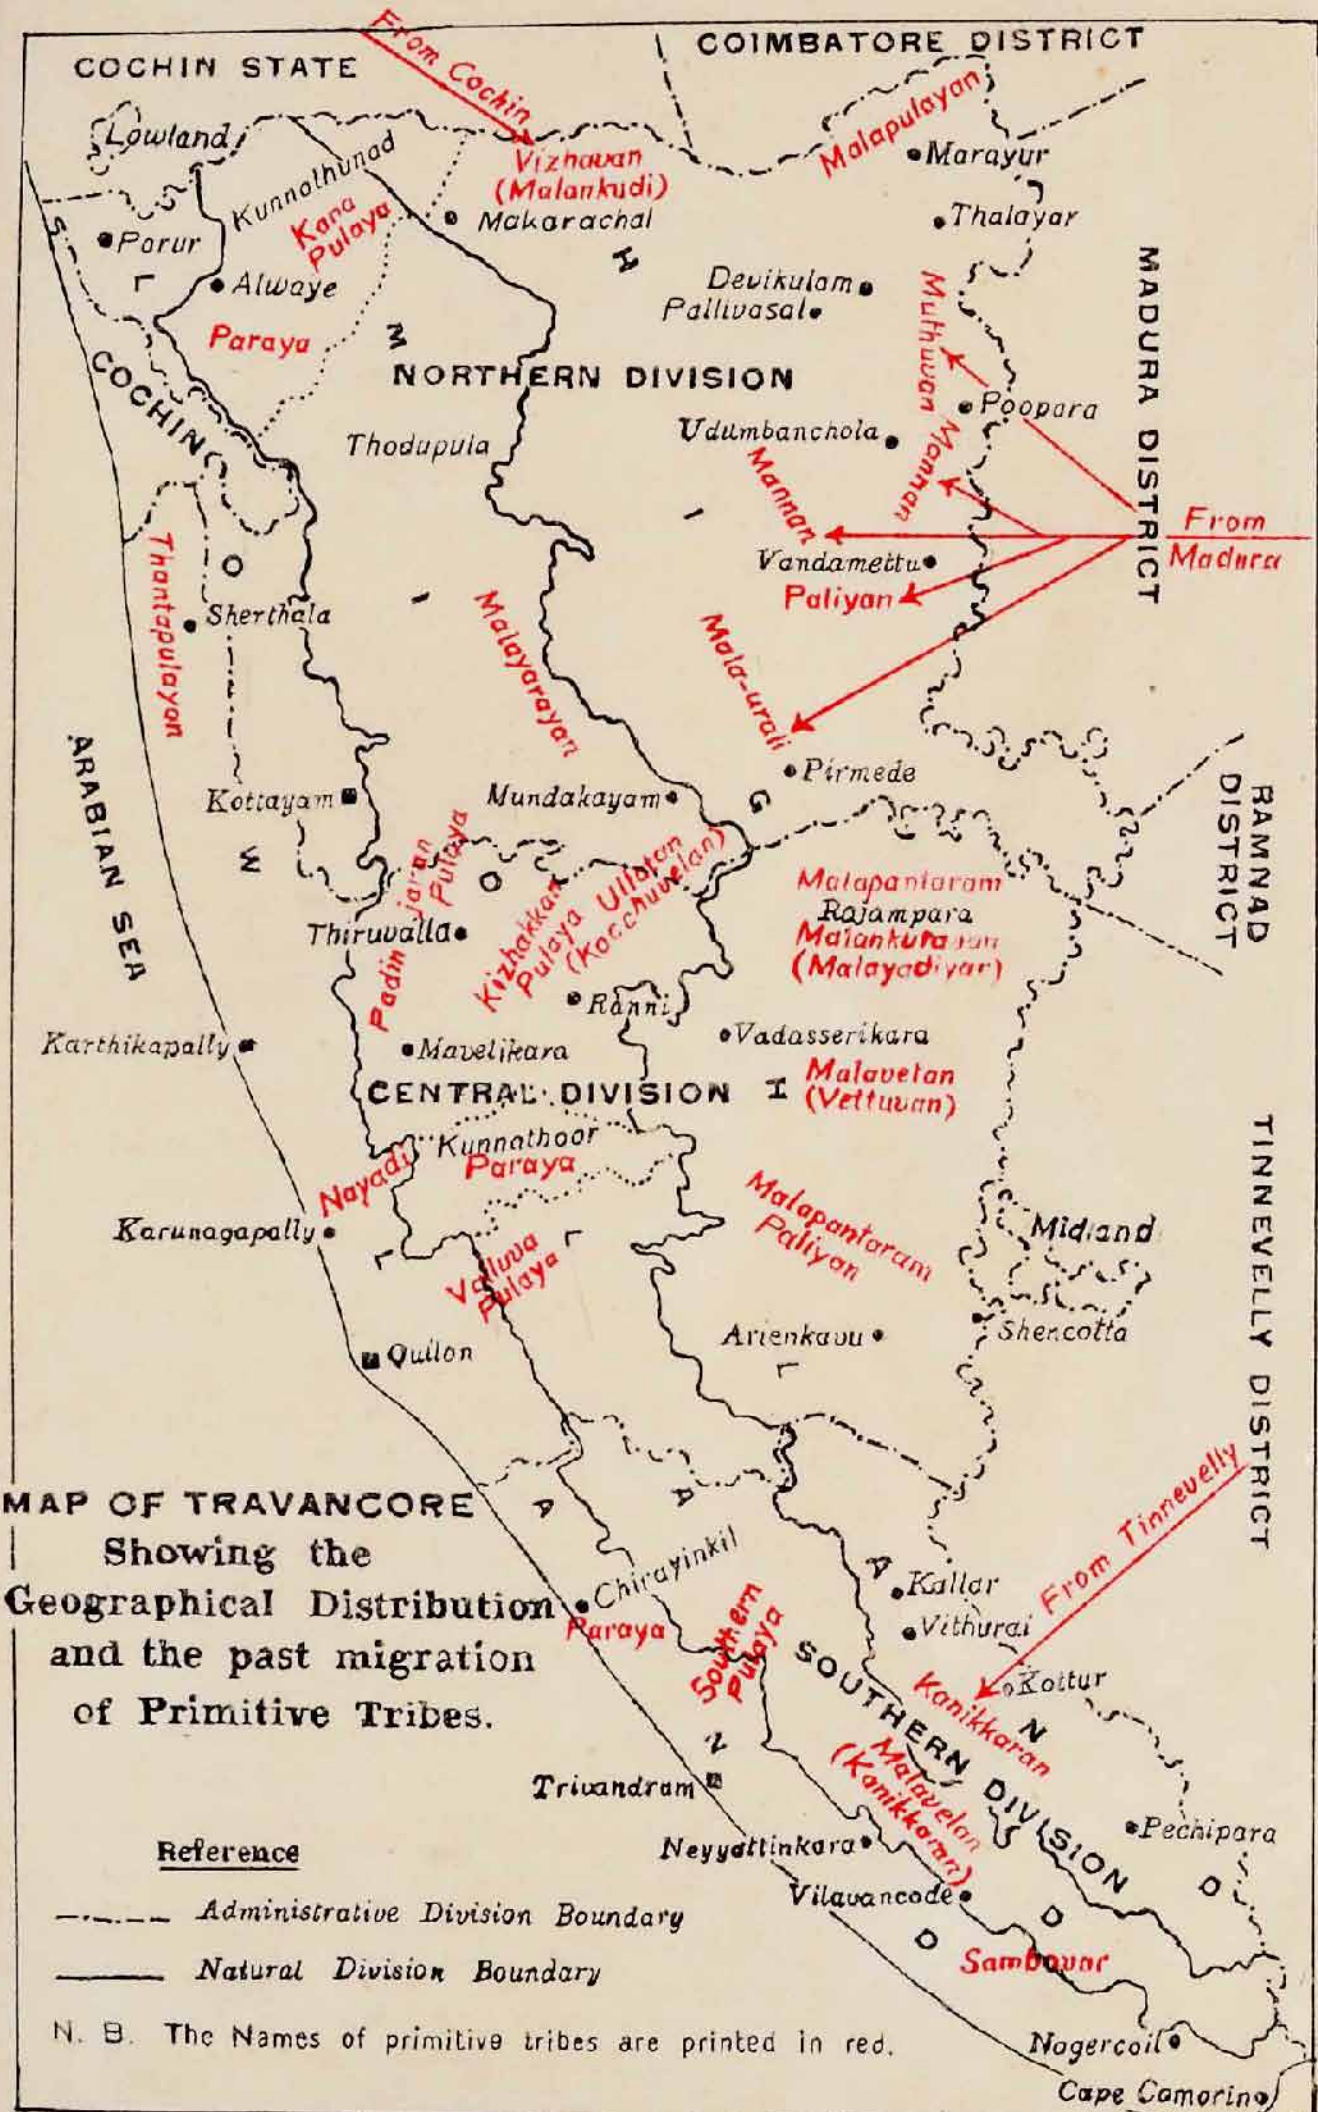 From Cochin
COIMBATORE DISTRICT
COCHIN STATE
Lowland
Kunnathunad
Kana
Pulaya
Vizhavan
(Malankudi)
Makarachal
Malapulayan
Marayur
Thalayar
Parur
Alwaye
Devikulam
Pallivasal
Paraya
Muthuvan
MADURA DISTRICT
COCHIN
NORTHERN DIVISION
Poopara
Thodupula
Udumbanchola
Mannan
Mannan
From
Madura
Vandamettu
Paliyan
Thantapulayan
Sherthala
Malayarayan
Mala-urali
Pirmede
ARABIAN SEA
Kottayam
Mundakayam
RAMNAD
DISTRICT
Padin jaran
Pulaya
Kizhakkan
Pulaya
Ullatan
(Kocchuvelan)
Malapantaram
Rajampara
(Malayadiyar)
Thiruvalla
Ranni
Karthikapally
Mavelikara
Vadasserikara
CENTRAL DIVISION
Malavetan
(Vettuvan)
Kunnathoor
Paraya
Nayadi
Karunagapally
Valluva
Pulaya
Malapantaram
Paliyan
Midland
TINNEVELLY DISTRICT
Arienkavu
Shencotta
Quilon
LOWLAND
MIDLAND
HIGHLAND
MAP OF TRAVANCORE
Showing the
Geographical Distribution
and the past migration
of Primitive Tribes.
Chirayinkil
Paraya
Southern
Pulaya
Kallar
Vithurai
From Tinnevelly
Kottur
SOUTHERN DIVISION
Kanikkaran
Malavelan
(Kanikkaran)
Trivandram
Neyyattinkara
Pechipara
Vilavancode
Sambavar
Reference
Administrative Division Boundary
Natural Division Boundary
N. B. The Names of primitive tribes are printed in red.
Nagercoil
Cape Camorin